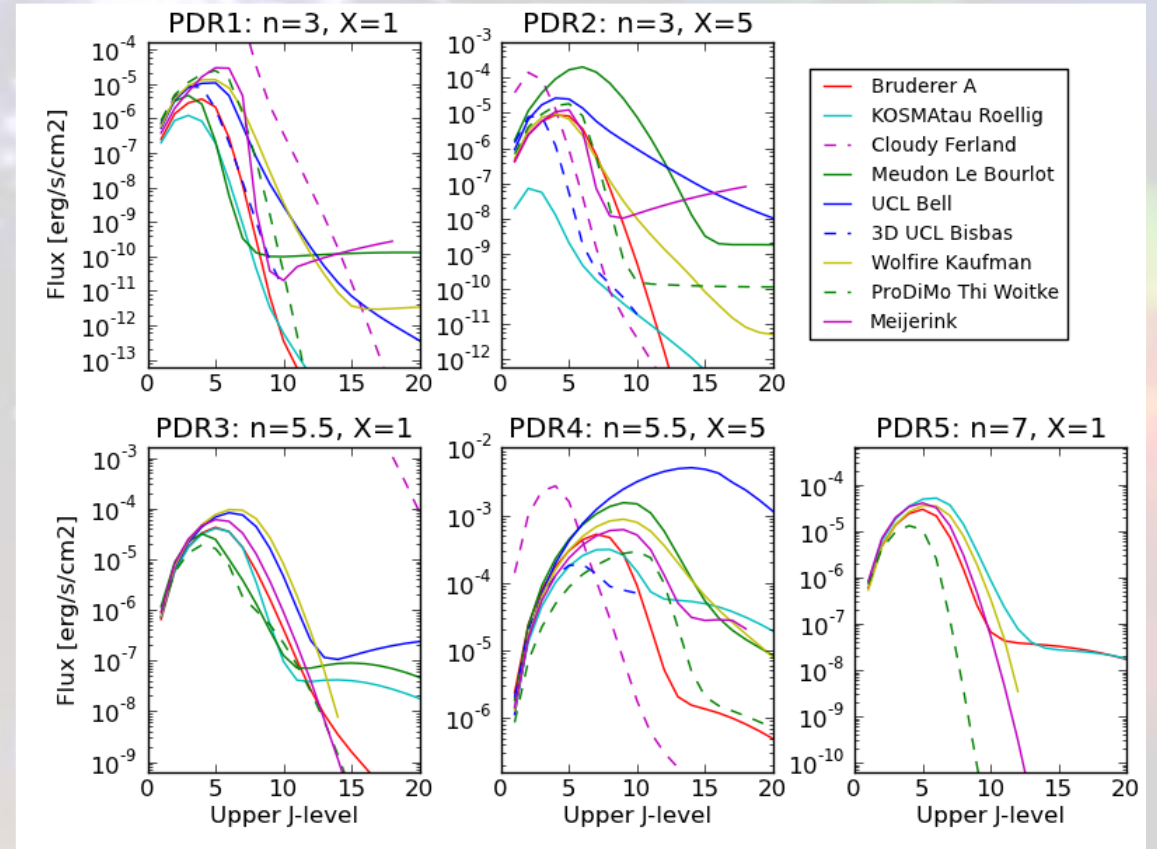 PDR1: n=3, X=1
PDR2: n=3, X=5
Flux [erg/s/cm2]
10^-4
10^-5
10^-6
10^-7
10^-8
10^-9
10^-10
10^-11
10^-12
10^-13
0 5 10 15 20
10^-3
10^-4
10^-5
10^-6
10^-7
10^-8
10^-9
10^-10
10^-11
10^-12
0 5 10 15 20
Bruderer A
KOSMAtau Roellig
Cloudy Ferland
Meudon Le Bourlot
UCL Bell
3D UCL Bisbas
Wolfire Kaufman
ProDiMo Thi Woitke
Meijerink
PDR3: n=5.5, X=1
PDR4: n=5.5, X=5
PDR5: n=7, X=1
Flux [erg/s/cm2]
10^-3
10^-4
10^-5
10^-6
10^-7
10^-8
10^-9
0 5 10 15 20
Upper J-level
10^-2
10^-3
10^-4
10^-5
10^-6
0 5 10 15 20
Upper J-level
10^-4
10^-5
10^-6
10^-7
10^-8
10^-9
10^-10
0 5 10 15 20
Upper J-level